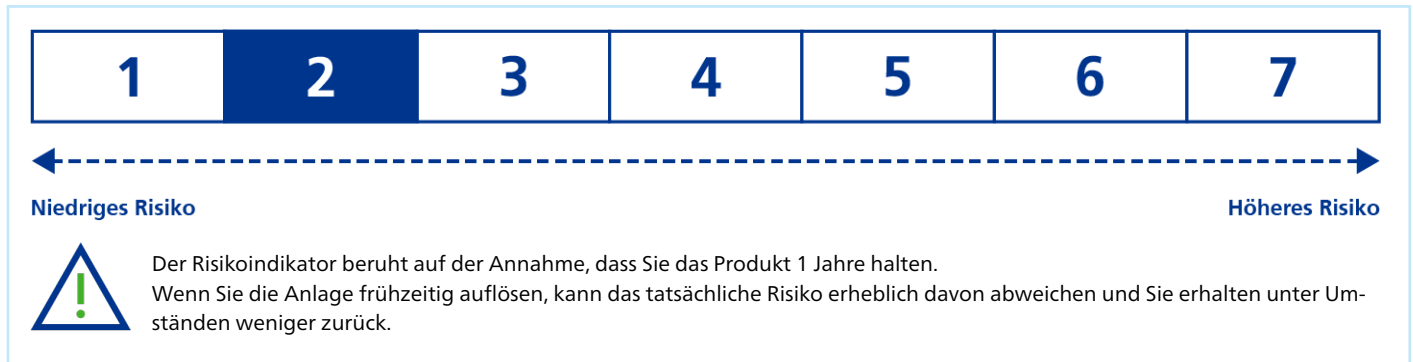 1 2 3 4 5 6 7
Niedriges Risiko Höheres Risiko
Der Risikoindikator beruht auf der Annahme, dass Sie das Produkt 1 Jahre halten.
Wenn Sie die Anlage frühzeitig auflösen, kann das tatsächliche Risiko erheblich davon abweichen und Sie erhalten unter Um-
ständen weniger zurück.